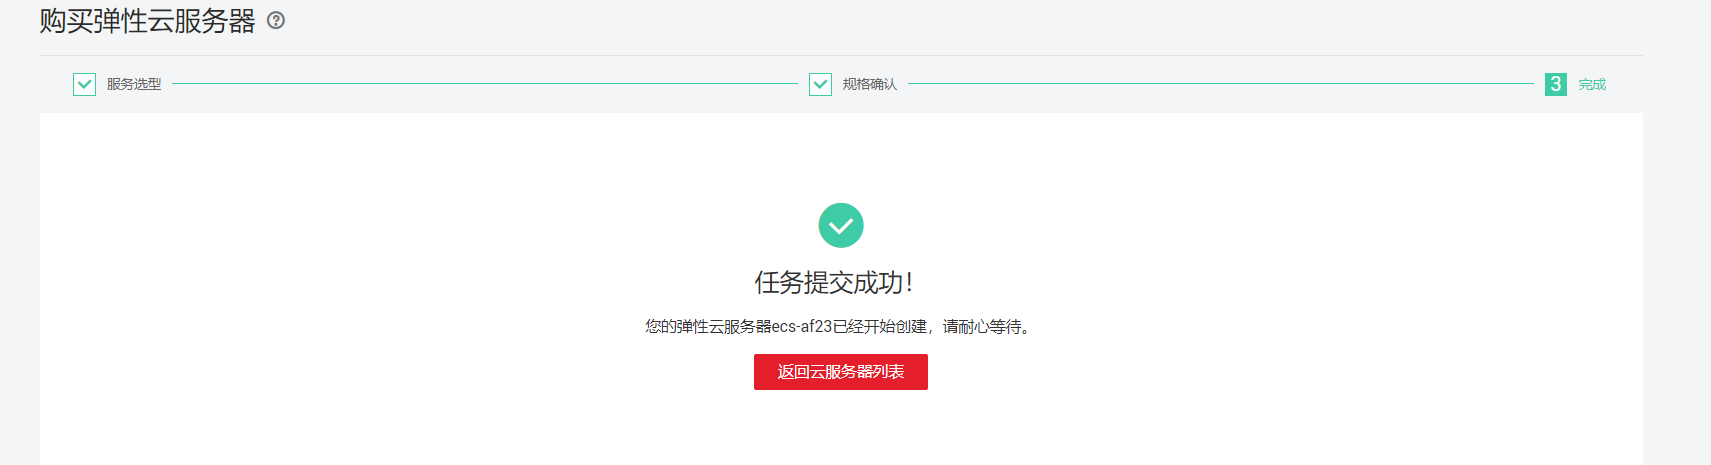 购买弹性云服务器
服务选型
规格确认
3 完成
任务提交成功！
您的弹性云服务器ecs-af23已经开始创建，请耐心等待。
返回云服务器列表